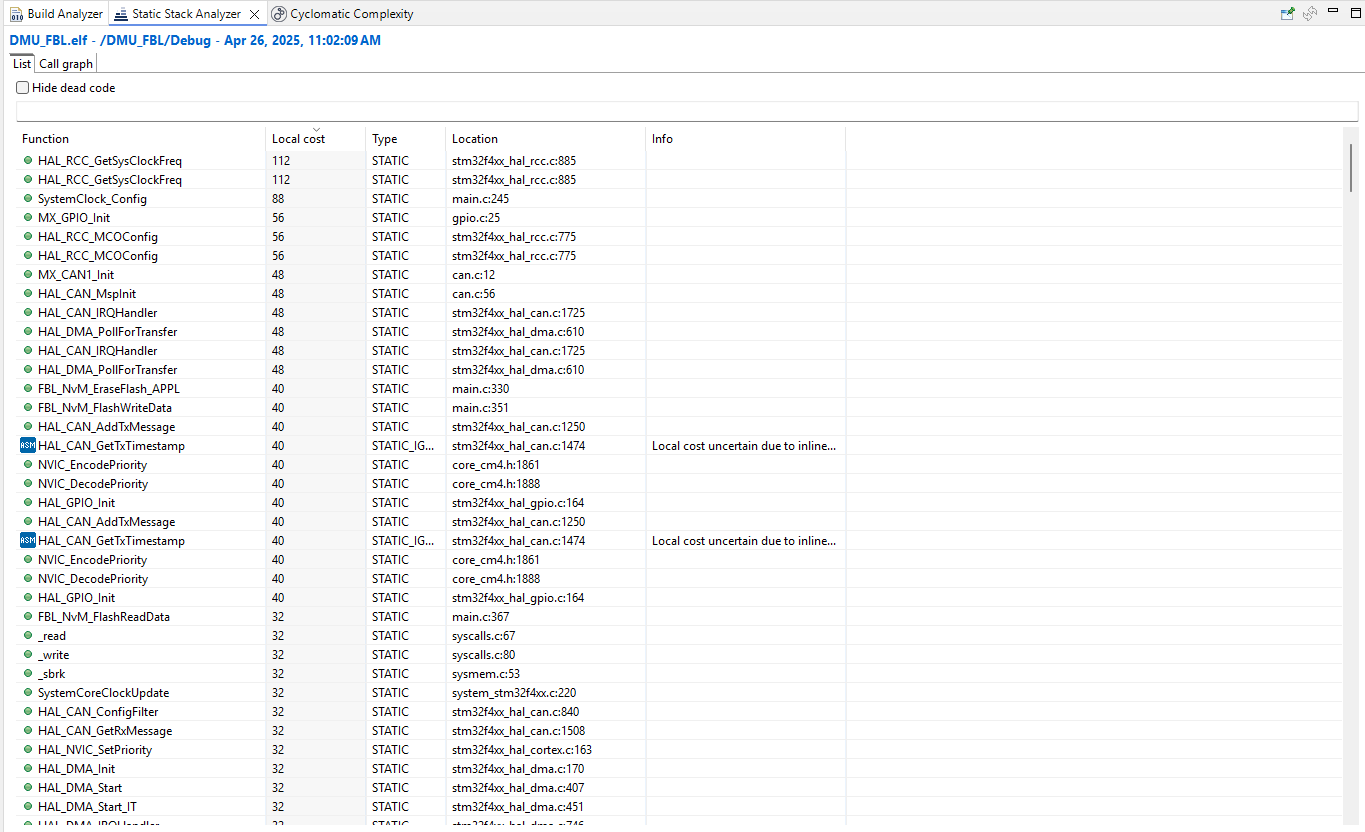 Build Analyzer Static Stack Analyzer Cyclomatic Complexity
DMU_FBL.elf - /DMU_FBL/Debug - Apr 26, 2025, 11:02:09 AM
List Call graph
Hide dead code
Function Local cost Type Location Info
HAL_RCC_GetSysClockFreq 112 STATIC stm32f4xx_hal_rcc.c:885
HAL_RCC_GetSysClockFreq 112 STATIC stm32f4xx_hal_rcc.c:885
SystemClock_Config 88 STATIC main.c:245
MX_GPIO_Init 56 STATIC gpio.c:25
HAL_RCC_MCOConfig 56 STATIC stm32f4xx_hal_rcc.c:775
HAL_RCC_MCOConfig 56 STATIC stm32f4xx_hal_rcc.c:775
MX_CAN1_Init 48 STATIC can.c:12
HAL_CAN_MspInit 48 STATIC can.c:56
HAL_CAN_IRQHandler 48 STATIC stm32f4xx_hal_can.c:1725
HAL_DMA_PollForTransfer 48 STATIC stm32f4xx_hal_dma.c:610
HAL_CAN_IRQHandler 48 STATIC stm32f4xx_hal_can.c:1725
HAL_DMA_PollForTransfer 48 STATIC stm32f4xx_hal_dma.c:610
FBL_NvM_EraseFlash_APPL 40 STATIC main.c:330
FBL_NvM_FlashWriteData 40 STATIC main.c:351
HAL_CAN_AddTxMessage 40 STATIC stm32f4xx_hal_can.c:1250
ASM HAL_CAN_GetTxTimestamp 40 STATIC_IG... stm32f4xx_hal_can.c:1474 Local cost uncertain due to inline...
NVIC_EncodePriority 40 STATIC core_cm4.h:1861
NVIC_DecodePriority 40 STATIC core_cm4.h:1888
HAL_GPIO_Init 40 STATIC stm32f4xx_hal_gpio.c:164
HAL_CAN_AddTxMessage 40 STATIC stm32f4xx_hal_can.c:1250
ASM HAL_CAN_GetTxTimestamp 40 STATIC_IG... stm32f4xx_hal_can.c:1474 Local cost uncertain due to inline...
NVIC_EncodePriority 40 STATIC core_cm4.h:1861
NVIC_DecodePriority 40 STATIC core_cm4.h:1888
HAL_GPIO_Init 40 STATIC stm32f4xx_hal_gpio.c:164
FBL_NvM_FlashReadData 32 STATIC main.c:367
_read 32 STATIC syscalls.c:67
_write 32 STATIC syscalls.c:80
_sbrk 32 STATIC sysmem.c:53
SystemCoreClockUpdate 32 STATIC system_stm32f4xx.c:220
HAL_CAN_ConfigFilter 32 STATIC stm32f4xx_hal_can.c:840
HAL_CAN_GetRxMessage 32 STATIC stm32f4xx_hal_can.c:1508
HAL_NVIC_SetPriority 32 STATIC stm32f4xx_hal_cortex.c:163
HAL_DMA_Init 32 STATIC stm32f4xx_hal_dma.c:170
HAL_DMA_Start 32 STATIC stm32f4xx_hal_dma.c:407
HAL_DMA_Start_IT 32 STATIC stm32f4xx_hal_dma.c:451
HAL_DMA_IRQHandler 32 STATIC stm32f4xx_hal_dma.c:746